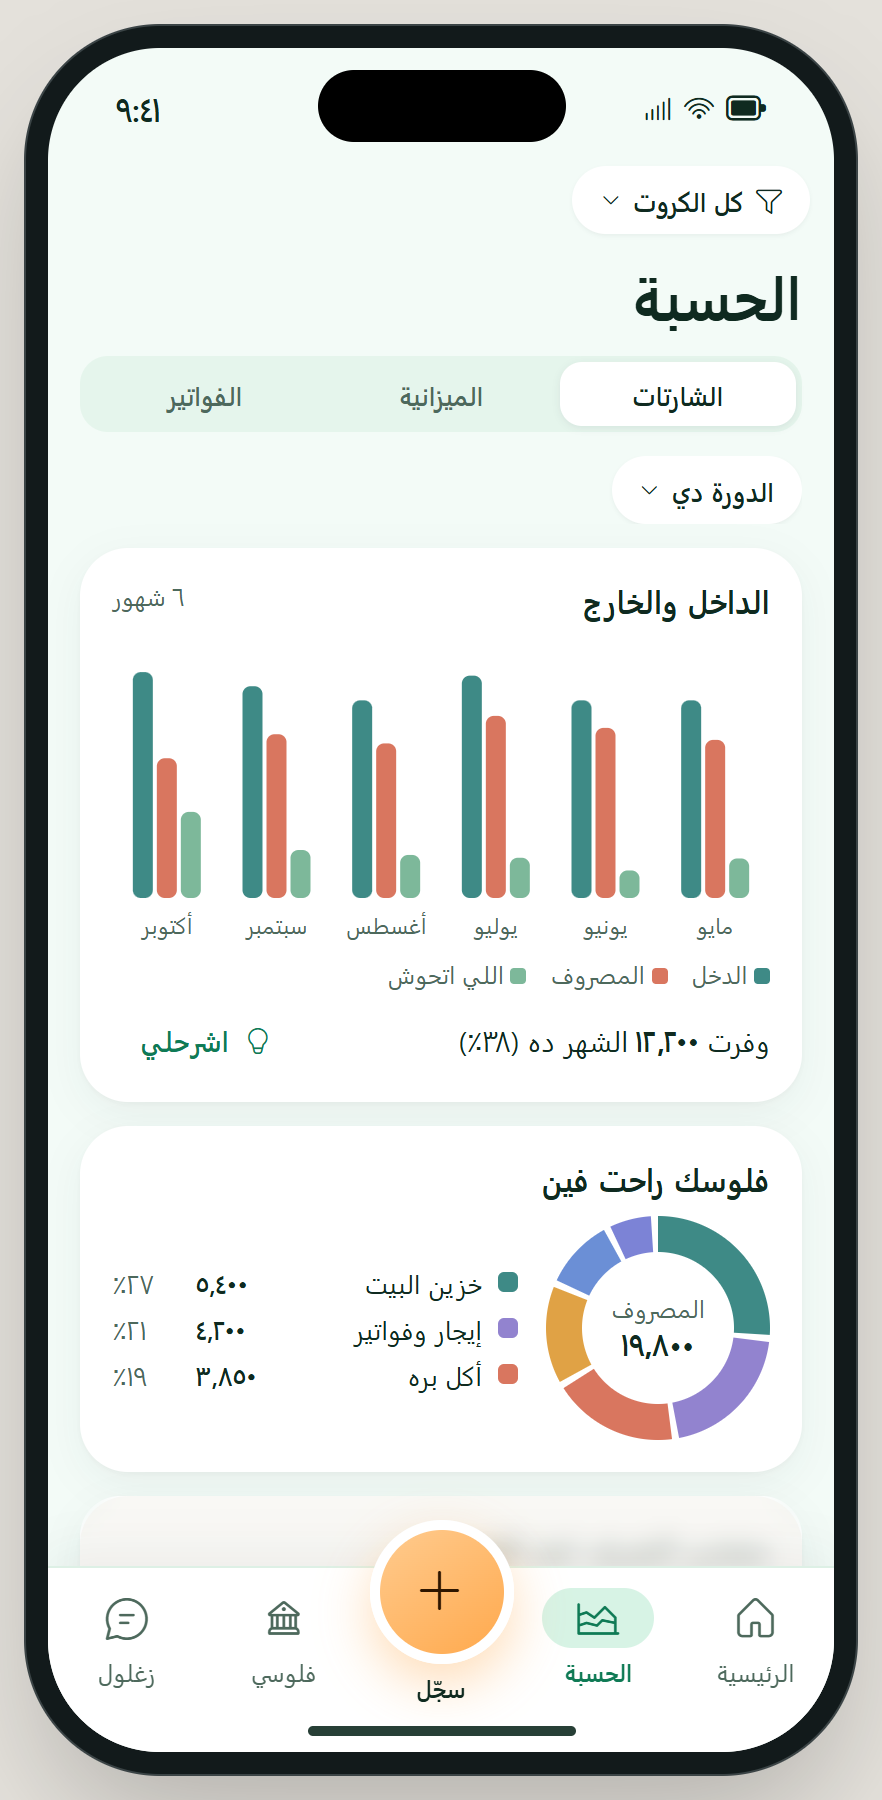 ٩:٤١
كل الكروت
الحسبة
الشارتات
الميزانية
الفواتير
الدورة دي
الداخل والخارج
٦ شهور
مايو
يونيو
يوليو
أغسطس
سبتمبر
أكتوبر
الدخل
المصروف
اللي اتحوش
وفرت ١٢,٢٠٠ الشهر ده (٣٨٪)
اشرحلي
فلوسك راحت فين
المصروف
١٩,٨٠٠
خزين البيت ٥,٤٠٠ ٢٧٪
إيجار وفواتير ٤,٢٠٠ ٢١٪
أكل بره ٣,٨٥٠ ١٩٪
الرئيسية
الحسبة
سجّل
فلوسي
زغلول